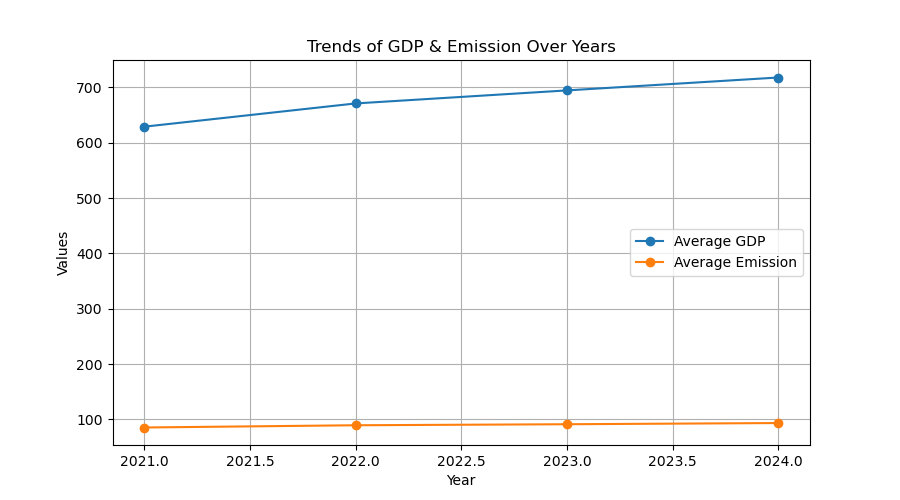 Trends of GDP & Emission Over Years
Values
700
600
500
400
300
200
100
Average GDP
Average Emission
2021.0 2021.5 2022.0 2022.5 2023.0 2023.5 2024.0
Year